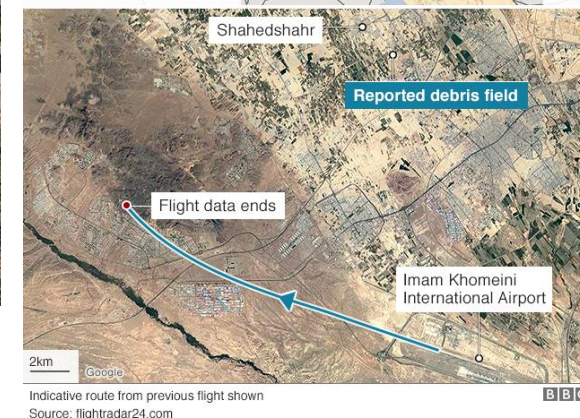 Shahedshahr
Reported debris field
Flight data ends
Imam Khomeini
International Airport
2km
Google
Indicative route from previous flight shown
Source: flightradar24.com
BBC